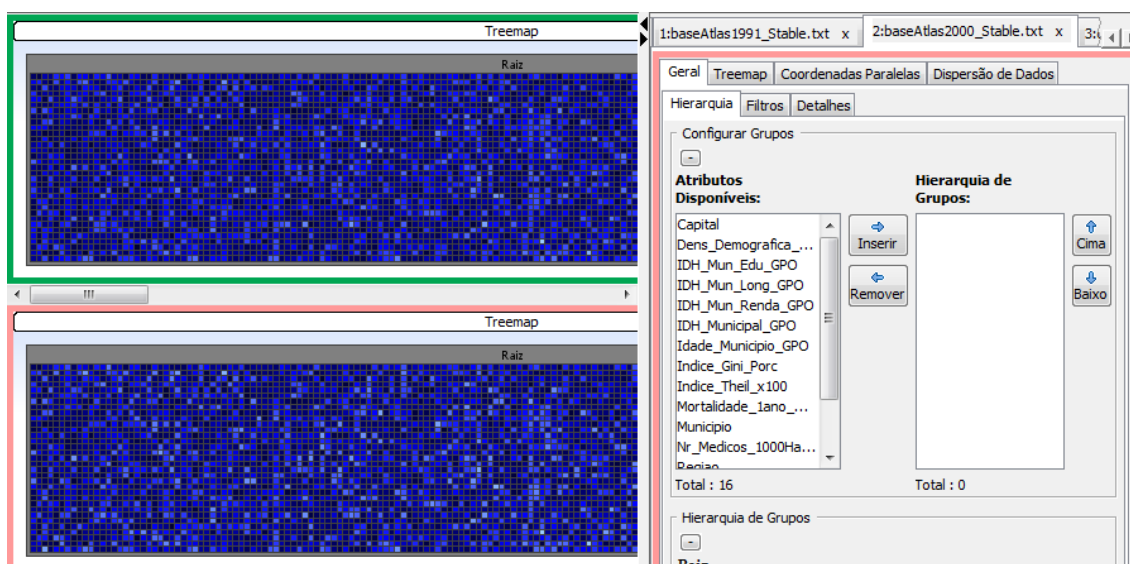 Treemap
Raiz
Treemap
Raiz
1:baseAtlas1991_Stable.txt x
2:baseAtlas2000_Stable.txt x
Geral Treemap Coordenadas Paralelas Dispersão de Dados
Hierarquia Filtros Detalhes
Configurar Grupos
-
Atributos Disponíveis:
Capital
Dens_Demografica_...
IDH_Mun_Edu_GPO
IDH_Mun_Long_GPO
IDH_Mun_Renda_GPO
IDH_Municipal_GPO
Idade_Municipio_GPO
Indice_Gini_Porc
Indice_Theil_x100
Mortalidade_1ano_...
Municipio
Nr_Medicos_1000Ha...
Regiao
Total : 16
Inserir
Remover
Hierarquia de Grupos:
Total : 0
Cima
Baixo
Hierarquia de Grupos
-
Raiz